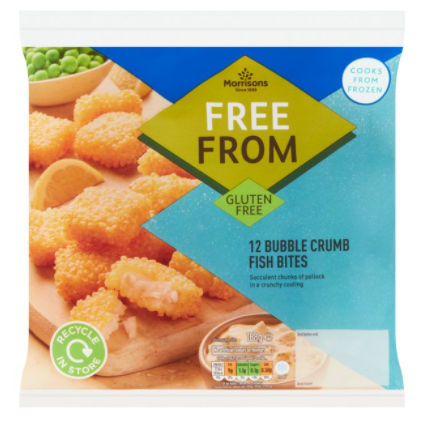 COOKS
FROM
FROZEN
Morrisons
Since 1899
FREE
FROM
GLUTEN
FREE
12 BUBBLE CRUMB
FISH BITES
Succulent chunks of pollock
in a crunchy coating
RECYCLE
IN STORE
180g e